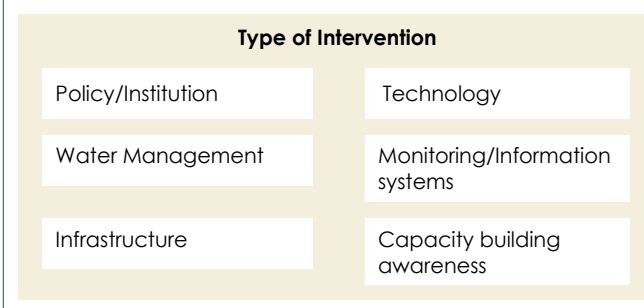 Type of Intervention
Policy/Institution
Technology
Water Management
Monitoring/Information
systems
Infrastructure
Capacity building
awareness